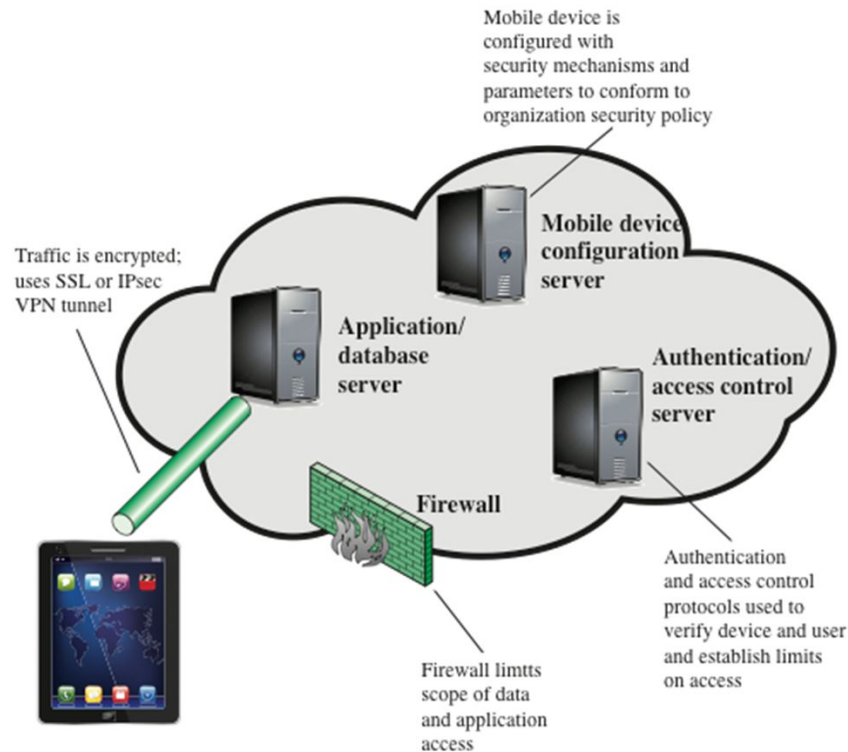 Mobile device is
configured with
security mechanisms and
parameters to conform to
organization security policy
Mobile device
configuration
server
Traffic is encrypted;
uses SSL or IPsec
VPN tunnel
Application/
database
server
Authentication/
access control
server
Firewall
Authentication
and access control
protocols used to
verify device and user
and establish limits
on access
Firewall limtts
scope of data
and application
access